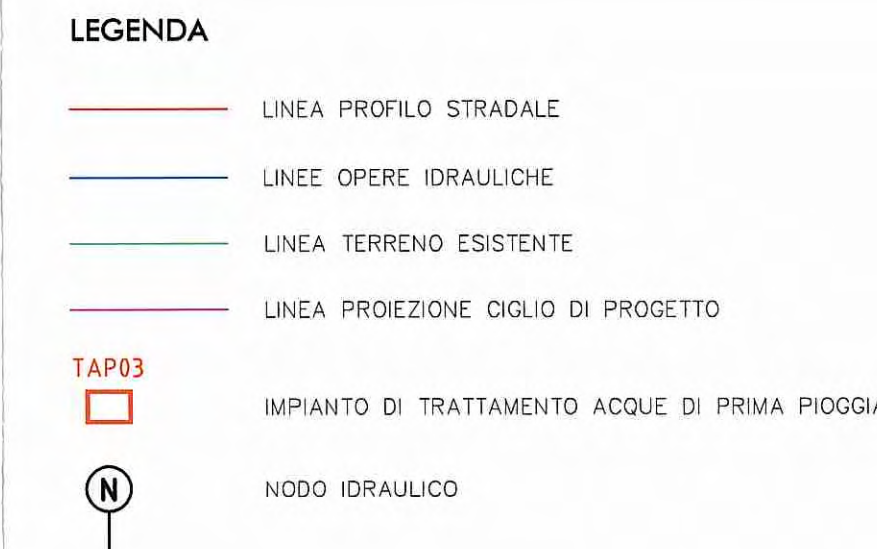 LEGENDA
LINEA PROFILO STRADALE
LINEE OPERE IDRAULICHE
LINEA TERRENO ESISTENTE
LINEA PROIEZIONE CIGLIO DI PROGETTO
TAP03
IMPIANTO DI TRATTAMENTO ACQUE DI PRIMA PIOGGIA
N
NODO IDRAULICO